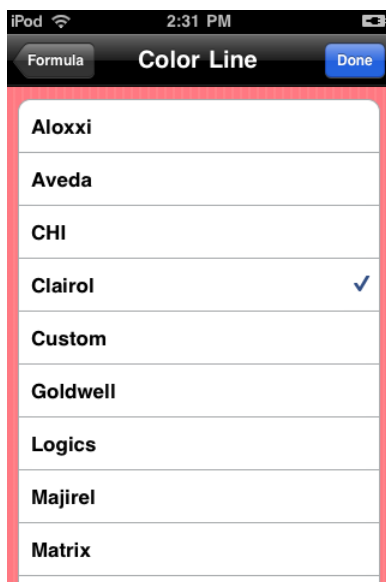 iPod 2:31 PM
Formula Color Line Done
Aloxxi
Aveda
CHI
Clairol
Custom
Goldwell
Logics
Majirel
Matrix